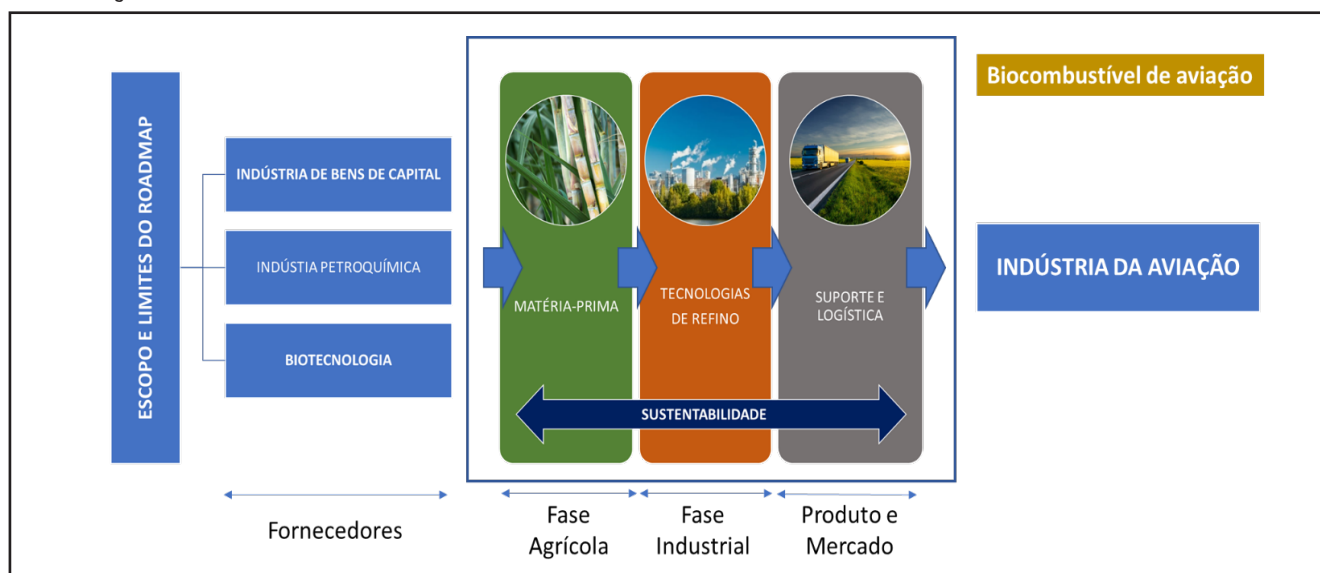 ESCOPO E LIMITES DO ROADMAP
INDÚSTRIA DE BENS DE CAPITAL
INDÚSTIA PETROQUÍMICA
BIOTECNOLOGIA
Fornecedores
MATÉRIA-PRIMA
TECNOLOGIAS
DE REFINO
SUPORTE E
LOGÍSTICA
SUSTENTABILIDADE
Fase
Agrícola
Fase
Industrial
Produto e
Mercado
Biocombustível de aviação
INDÚSTRIA DA AVIAÇÃO